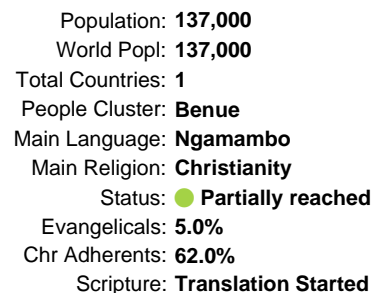 Population: 137,000
World Popl: 137,000
Total Countries: 1
People Cluster: Benue
Main Language: Ngamambo
Main Religion: Christianity
Status: Partially reached
Evangelicals: 5.0%
Chr Adherents: 62.0%
Scripture: Translation Started